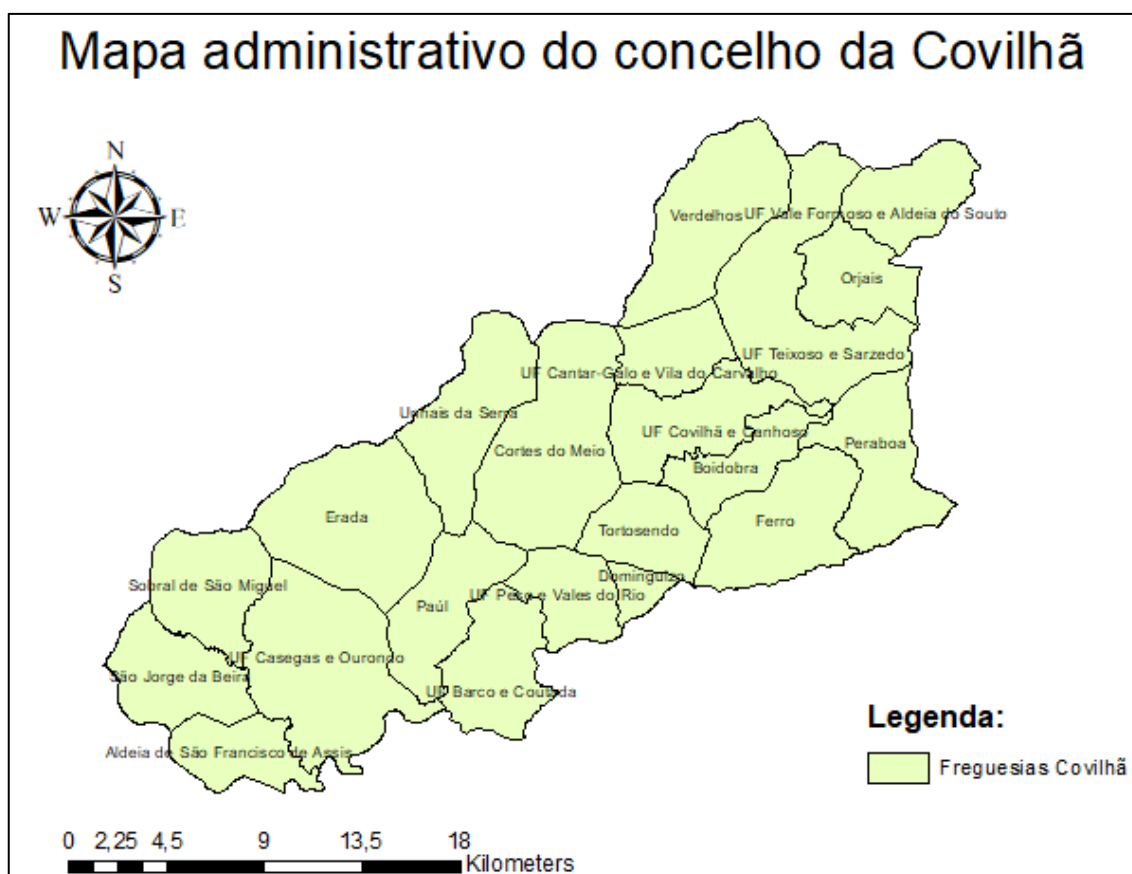 Mapa administrativo do concelho da Covilhã
N
W
E
S
Verdelhos
UF Vale Formoso e Aldeia do Souto
Orjais
UF Teixoso e Sarzedo
UF Cantar-Galo e Vila do Carvalho
Unhais da Serra
UF Covilhã e Canhoso
Peraboa
Cortes do Meio
Boidobra
Erada
Tortosendo
Ferro
Sobral de São Miguel
Dominguizo
Paúl
UF Peso e Vales do Rio
UF Casegas e Ourondo
São Jorge da Beira
UF Barco e Coutada
Aldeia de São Francisco de Assis
Legenda:
Freguesias Covilhã
0 2,25 4,5 9 13,5 18
Kilometers